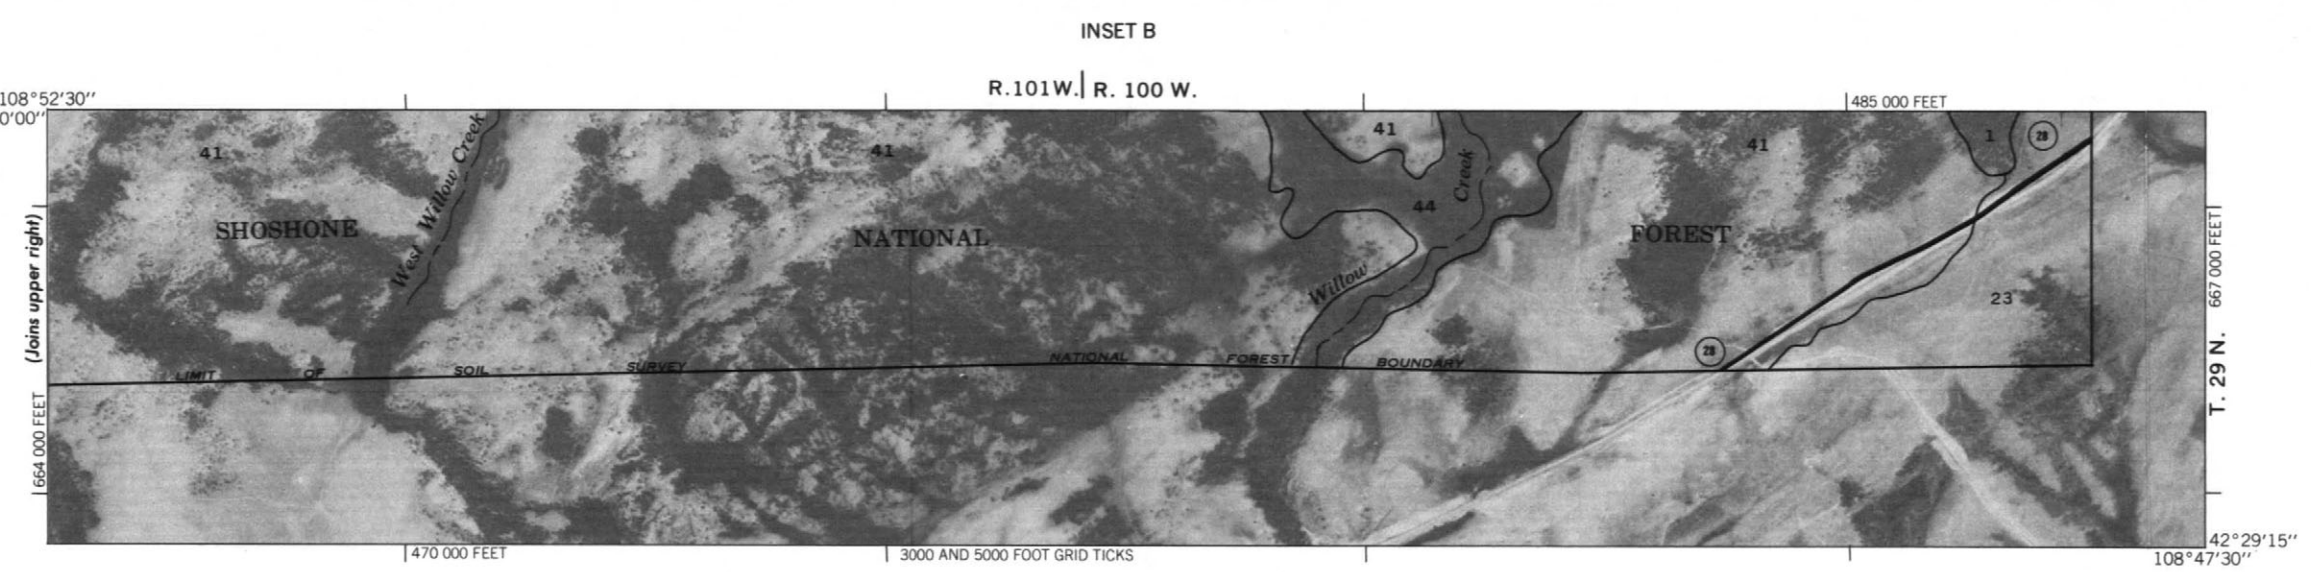 INSET B
R.101W. R. 100 W.
108°52'30"
0'00"
485 000 FEET
41
41
41
41
1
28
West Willow Creek
Creek
44
SHOSHONE
NATIONAL
FOREST
(Joins upper right)
667 000 FEET
Willow
23
28
LIMIT OF SOIL SURVEY NATIONAL FOREST BOUNDARY
T. 29 N.
664 000 FEET
470 000 FEET
3000 AND 5000 FOOT GRID TICKS
42°29'15"
108°47'30"